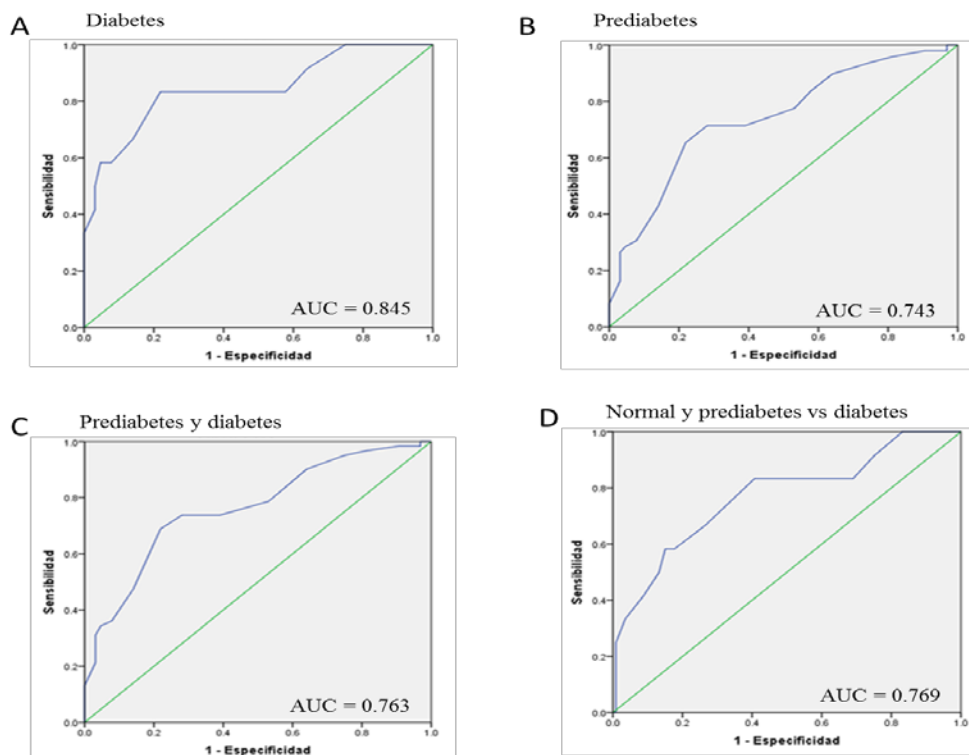 A
Diabetes
1.0
0.8
0.6
0.4
0.2
0.0
Sensibilidad
0.0 0.2 0.4 0.6 0.8 1.0
1 - Especificidad
AUC = 0.845
B
Prediabetes
1.0
0.8
0.6
0.4
0.2
0.0
Sensibilidad
0.0 0.2 0.4 0.6 0.8 1.0
1 - Especificidad
AUC = 0.743
C
Prediabetes y diabetes
1.0
0.8
0.6
0.4
0.2
0.0
Sensibilidad
0.0 0.2 0.4 0.6 0.8 1.0
1 - Especificidad
AUC = 0.763
D
Normal y prediabetes vs diabetes
1.0
0.8
0.6
0.4
0.2
0.0
Sensibilidad
0.0 0.2 0.4 0.6 0.8 1.0
1 - Especificidad
AUC = 0.769